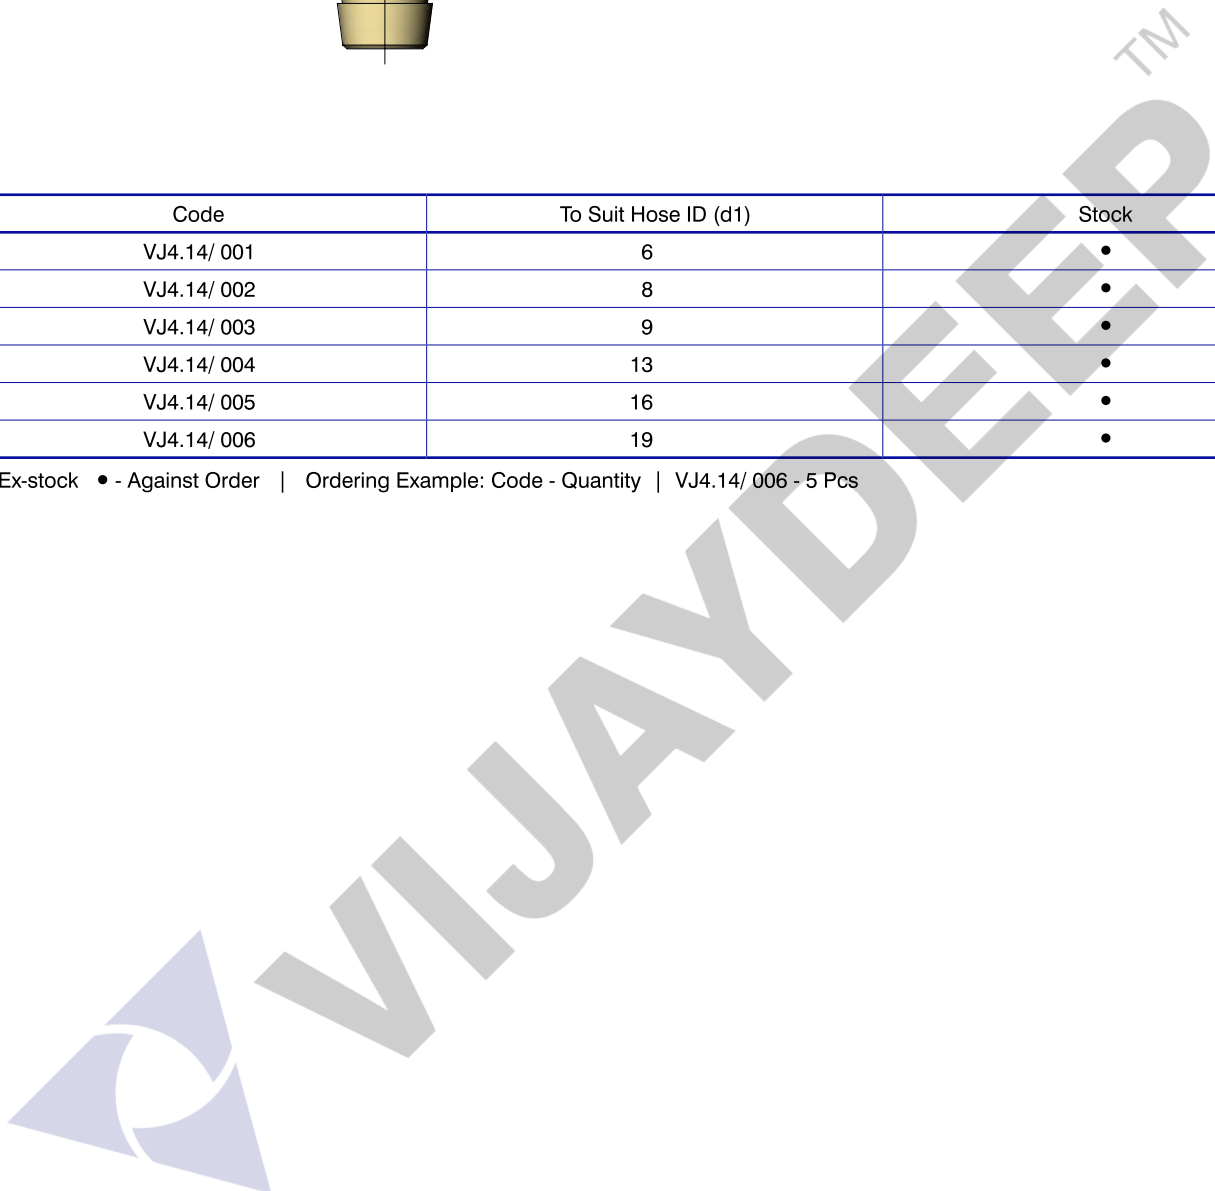 TM
Code To Suit Hose ID (d1) Stock
VJ4.14/ 001 6 ●
VJ4.14/ 002 8 ●
VJ4.14/ 003 9 ●
VJ4.14/ 004 13 ●
VJ4.14/ 005 16 ●
VJ4.14/ 006 19 ●
Ex-stock ● - Against Order | Ordering Example: Code - Quantity | VJ4.14/ 006 - 5 Pcs
VIJAYDEEP